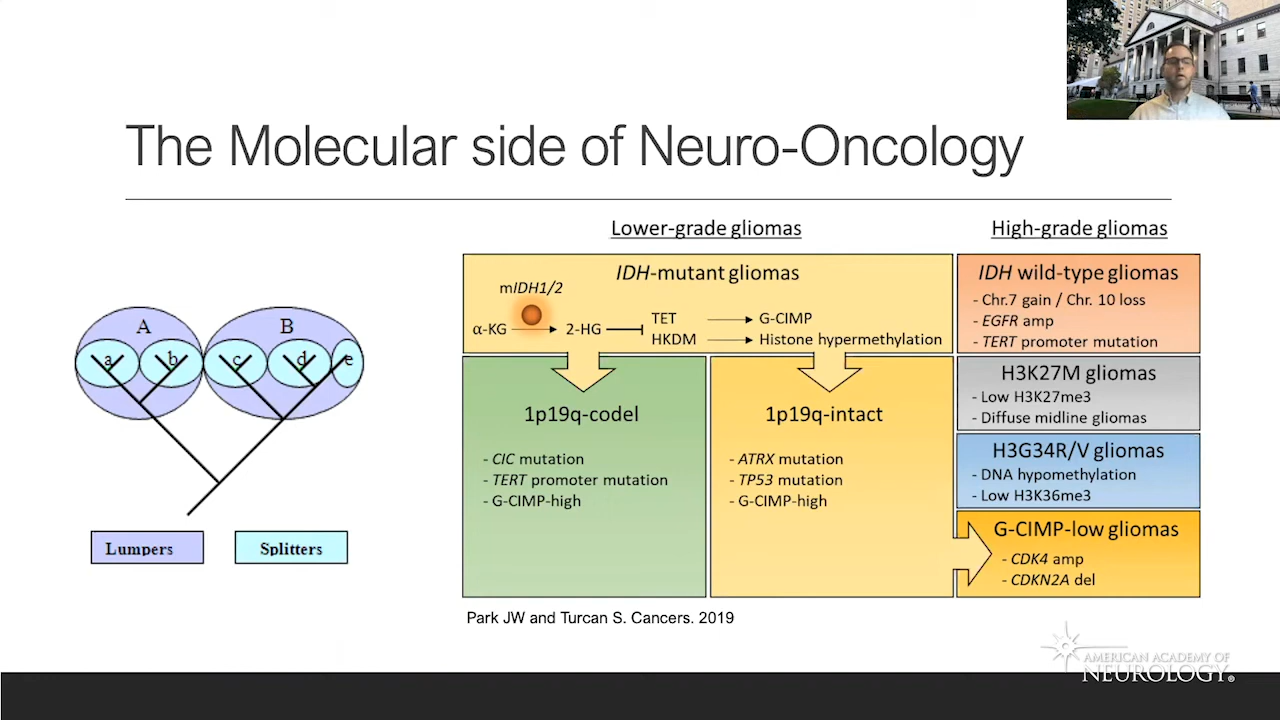 The Molecular side of Neuro-Oncology
A
B
a
b
c
d
e
Lumpers
Splitters
Lower-grade gliomas
High-grade gliomas
IDH-mutant gliomas
mIDH1/2
α-KG
2-HG
TET
HKDM
G-CIMP
Histone hypermethylation
1p19q-codel
- CIC mutation
- TERT promoter mutation
- G-CIMP-high
1p19q-intact
- ATRX mutation
- TP53 mutation
- G-CIMP-high
IDH wild-type gliomas
- Chr.7 gain / Chr. 10 loss
- EGFR amp
- TERT promoter mutation
H3K27M gliomas
- Low H3K27me3
- Diffuse midline gliomas
H3G34R/V gliomas
- DNA hypomethylation
- Low H3K36me3
G-CIMP-low gliomas
- CDK4 amp
- CDKN2A del
Park JW and Turcan S. Cancers. 2019
AMERICAN ACADEMY OF
NEUROLOGY®